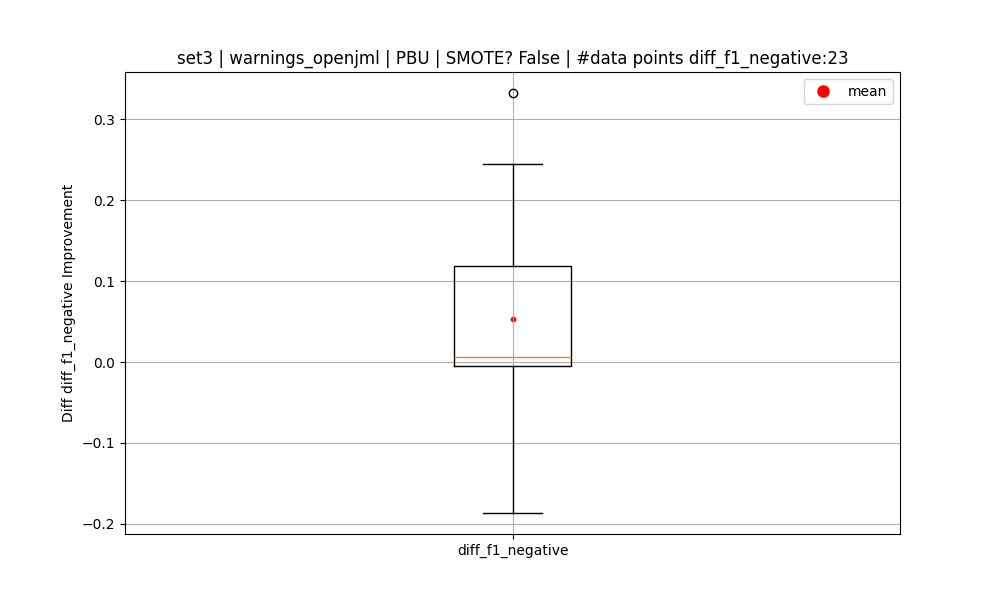 set3 | warnings_openjml | PBU | SMOTE? False | #data points diff_f1_negative:23
mean
Diff diff_f1_negative Improvement
0.3
0.2
0.1
0.0
−0.1
−0.2
diff_f1_negative